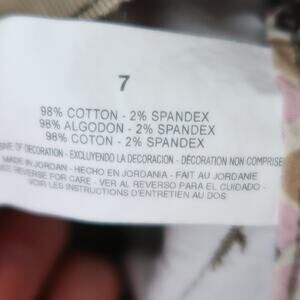 7
98% COTTON - 2% SPANDEX
98% ALGODON - 2% SPANDEX
98% COTON - 2% SPANDEX
OF DECORATION - EXCLUYENDO LA DECORACION - DÉCORATION NON COMPRISE
MADE IN JORDAN - HECHO EN JORDANIA - FAIT AU JORDANIE
REVERSE FOR CARE - VER AL REVERSO PARA EL CUIDADO -
VOIR LES INSTRUCTIONS D'ENTRETIEN AU DOS